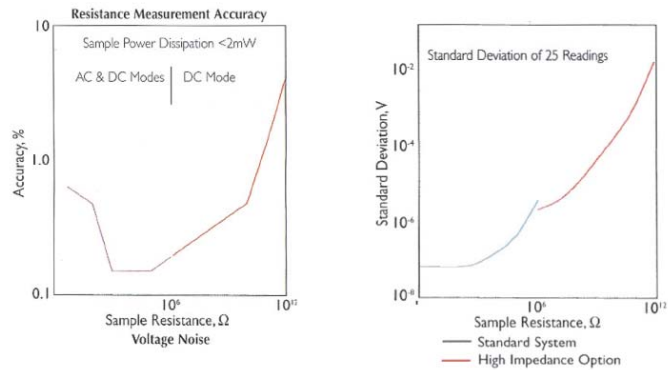 Resistance Measurement Accuracy
10
Sample Power Dissipation <2mW
AC & DC Modes
DC Mode
1.0
Accuracy, %
0.1
10⁶
10¹²
Sample Resistance, Ω
Voltage Noise
Standard Deviation of 25 Readings
10⁻²
10⁻⁴
Standard Deviation, V
10⁻⁶
10⁻⁸
10⁶
10¹²
Sample Resistance, Ω
Standard System
High Impedance Option